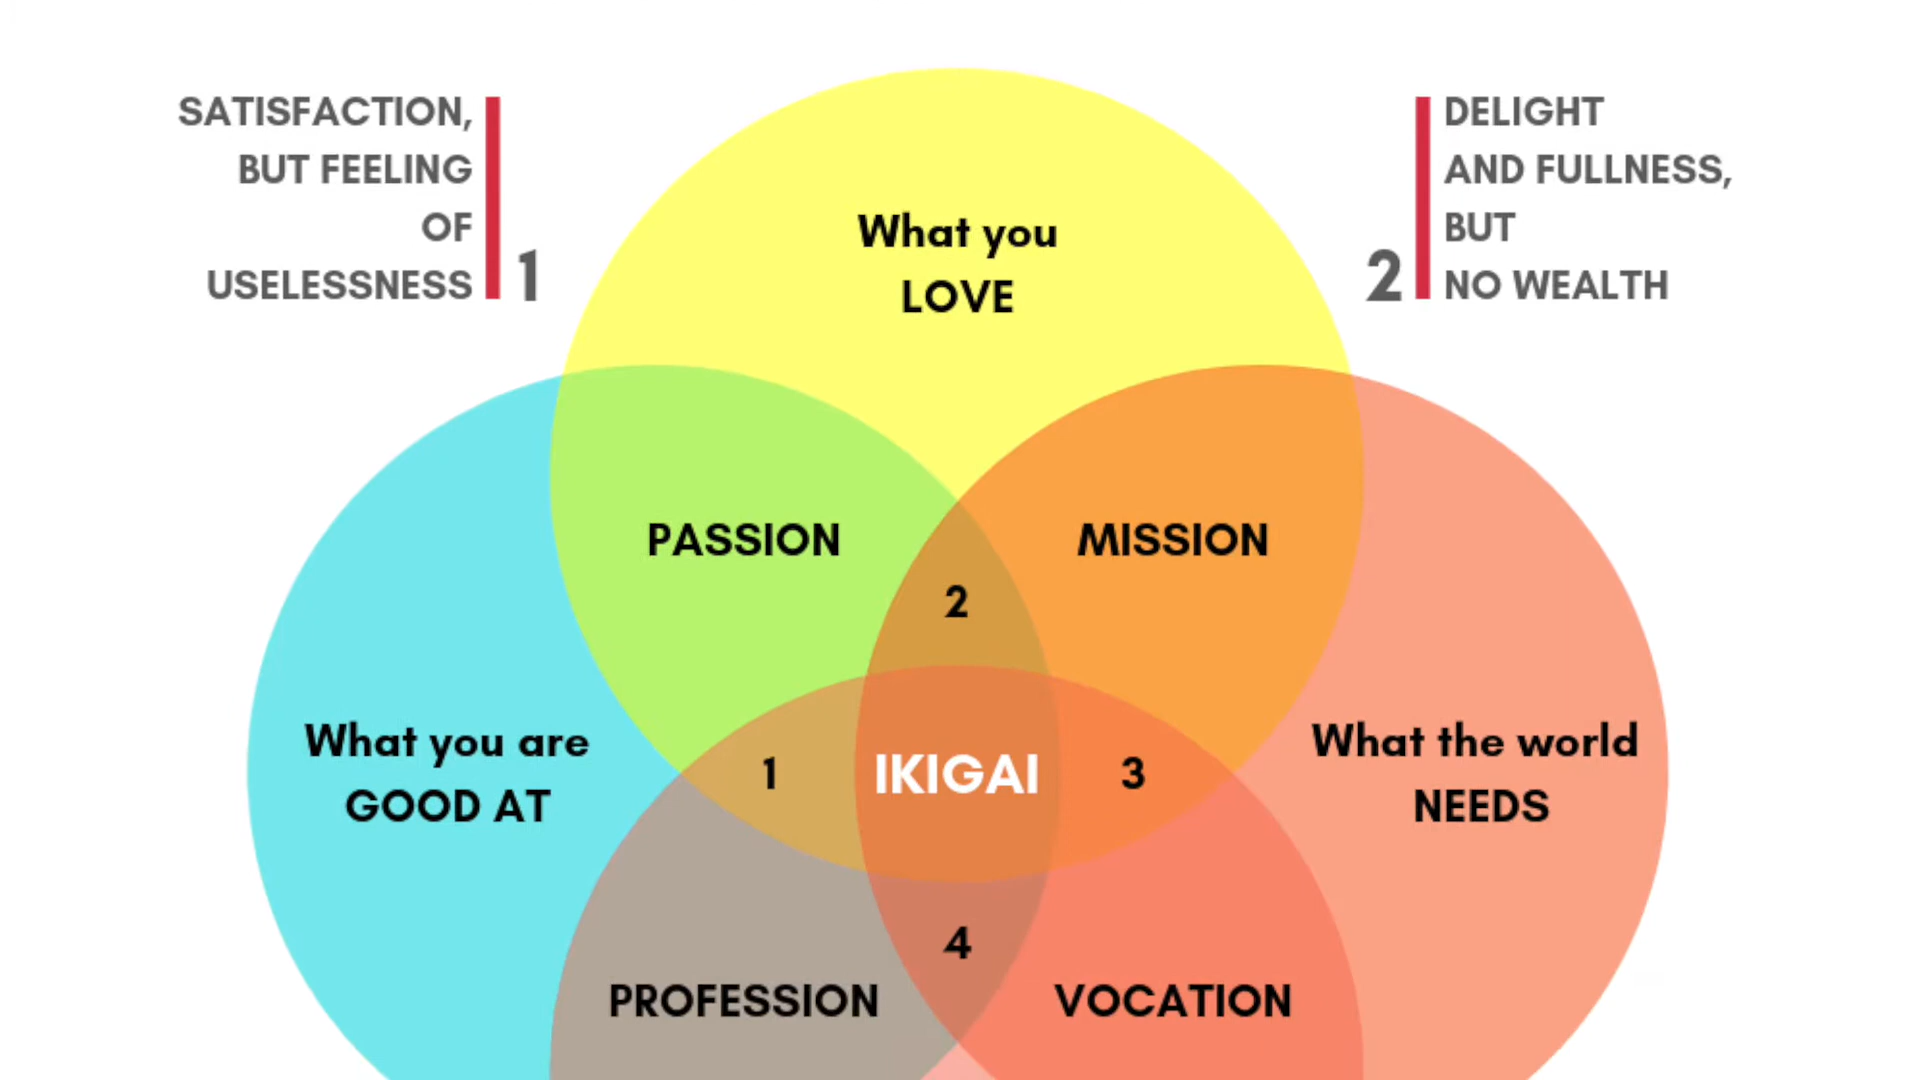 SATISFACTION,
BUT FEELING
OF
USELESSNESS
1
DELIGHT
AND FULLNESS,
BUT
NO WEALTH
2
What you
LOVE
PASSION
MISSION
2
What you are
GOOD AT
1
IKIGAI
3
What the world
NEEDS
4
PROFESSION
VOCATION